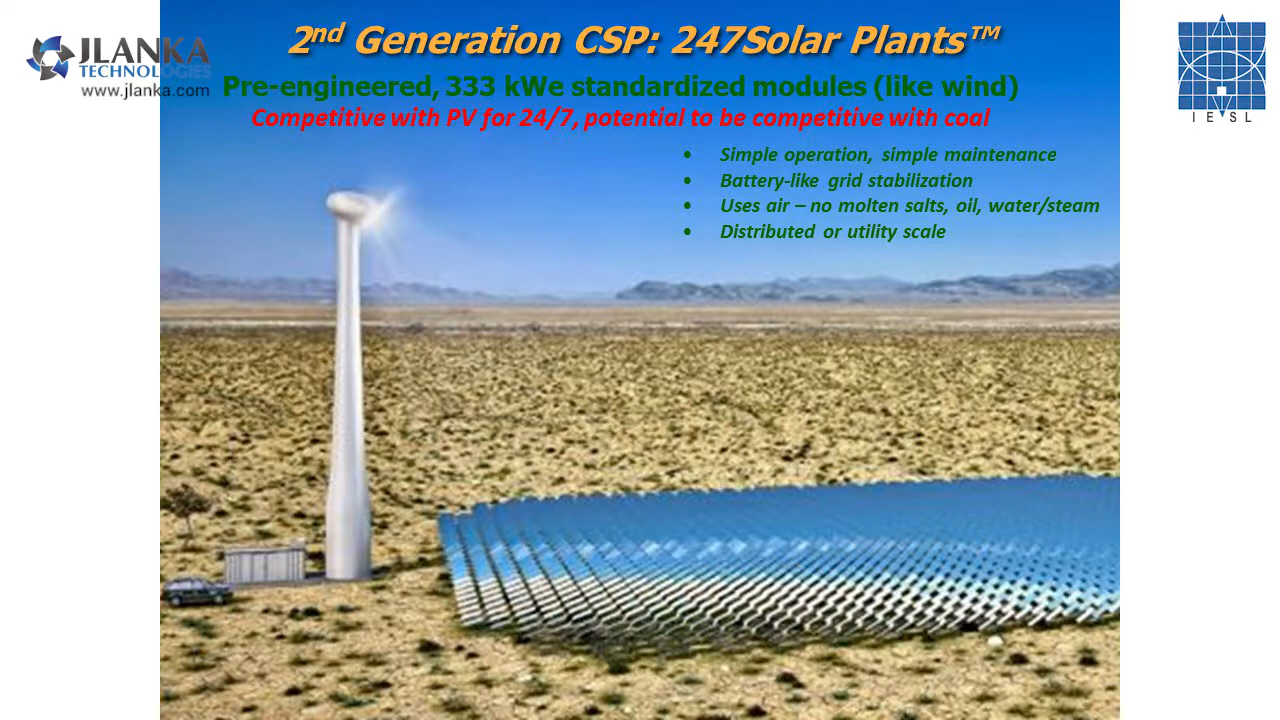 2nd Generation CSP: 247Solar Plants™
JLANKA
TECHNOLOGIES
www.jlanka.com
Pre-engineered, 333 kWe standardized modules (like wind)
Competitive with PV for 24/7, potential to be competitive with coal
• Simple operation, simple maintenance
• Battery-like grid stabilization
• Uses air – no molten salts, oil, water/steam
• Distributed or utility scale
I E S L